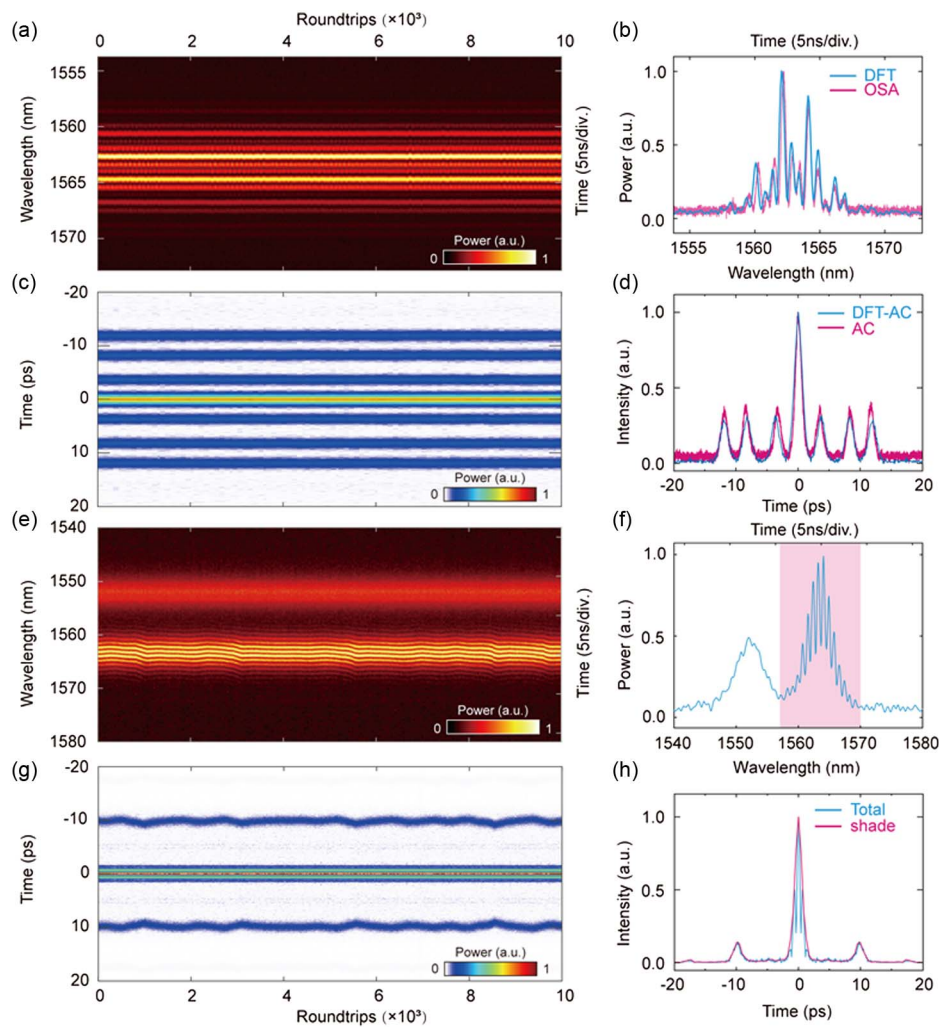 Roundtrips (×10³)
(a)
0 2 4 6 8 10
1555
1560
1565
1570
Wavelength (nm)
Time (5ns/div.)
Power (a.u.)
0 1
(b)
Time (5ns/div.)
1.0
0.5
0.0
Power (a.u.)
DFT
OSA
1555 1560 1565 1570
Wavelength (nm)
(c)
-20
-10
0
10
20
Time (ps)
Power (a.u.)
0 1
(d)
1.0
0.5
0.0
Intensity (a.u.)
DFT-AC
AC
-20 -10 0 10 20
Time (ps)
(e)
1540
1550
1560
1570
1580
Wavelength (nm)
Time (5ns/div.)
Power (a.u.)
0 1
(f)
Time (5ns/div.)
1.0
0.5
0.0
Power (a.u.)
1540 1550 1560 1570 1580
Wavelength (nm)
(g)
-20
-10
0
10
20
Time (ps)
Power (a.u.)
0 1
0 2 4 6 8 10
Roundtrips (×10³)
(h)
1.0
0.5
0.0
Intensity (a.u.)
Total
shade
-20 -10 0 10 20
Time (ps)